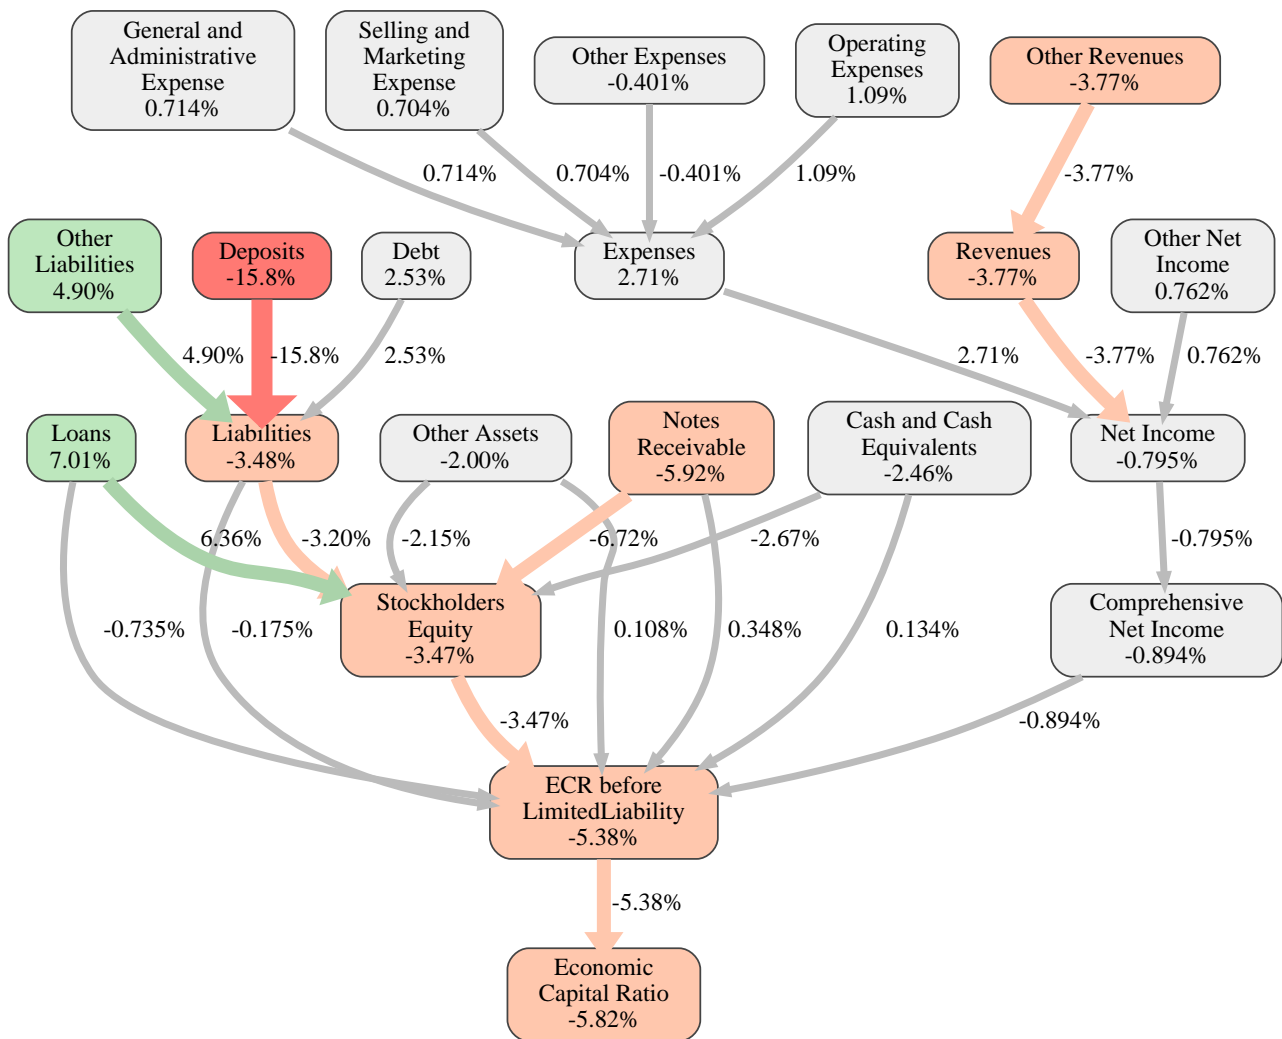 General and
Administrative
Expense
0.714%
Selling and
Marketing
Expense
0.704%
Other Expenses
-0.401%
Operating
Expenses
1.09%
Other Revenues
-3.77%
0.714%
0.704%
-0.401%
1.09%
-3.77%
Other
Liabilities
4.90%
Deposits
-15.8%
Debt
2.53%
Expenses
2.71%
Revenues
-3.77%
Other Net
Income
0.762%
4.90%
-15.8%
2.53%
2.71%
-3.77%
0.762%
Loans
7.01%
Liabilities
-3.48%
Other Assets
-2.00%
Notes
Receivable
-5.92%
Cash and Cash
Equivalents
-2.46%
Net Income
-0.795%
6.36%
-3.20%
-2.15%
-6.72%
-2.67%
-0.795%
Stockholders
Equity
-3.47%
Comprehensive
Net Income
-0.894%
-0.735%
-0.175%
0.108%
0.348%
0.134%
-3.47%
-0.894%
ECR before
LimitedLiability
-5.38%
-5.38%
Economic
Capital Ratio
-5.82%